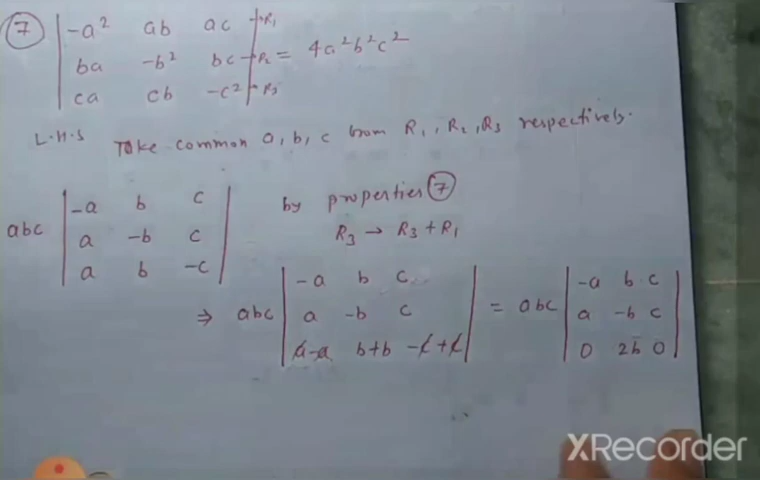 ⑦ | -a² ab ac | → R₁
| ba -b² bc | → R₂ = 4a²b²c²
| ca cb -c² | → R₃
L.H.S Take common a, b, c from R₁, R₂, R₃ respectively.
abc | -a b c | by properties ⑦
| a -b c | R₃ → R₃ + R₁
| a b -c |
⇒ abc | -a b c | = abc | -a b c |
| a -b c | | a -b c |
| a-a b+b -c+c | | 0 2b 0 |
XRecorder